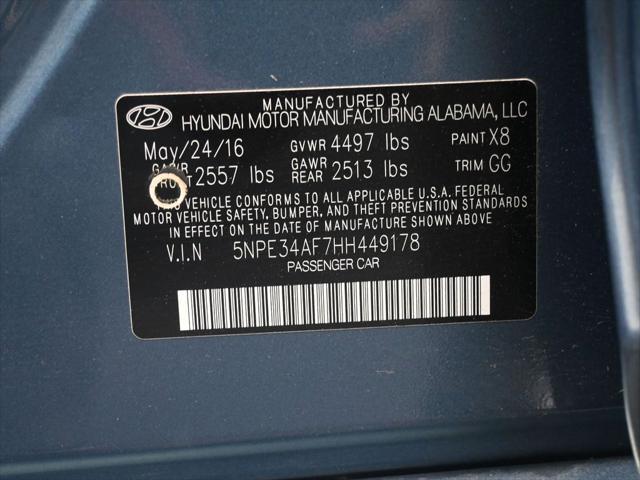 MANUFACTURED BY
HYUNDAI MOTOR MANUFACTURING ALABAMA, LLC
May/24/16 GVWR 4497 lbs PAINT X8
2557 lbs GAWR REAR 2513 lbs TRIM GG
VEHICLE CONFORMS TO ALL APPLICABLE U.S.A. FEDERAL
MOTOR VEHICLE SAFETY, BUMPER, AND THEFT PREVENTION STANDARDS
IN EFFECT ON THE DATE OF MANUFACTURE SHOWN ABOVE.
V.I.N 5NPE34AF7HH449178
PASSENGER CAR